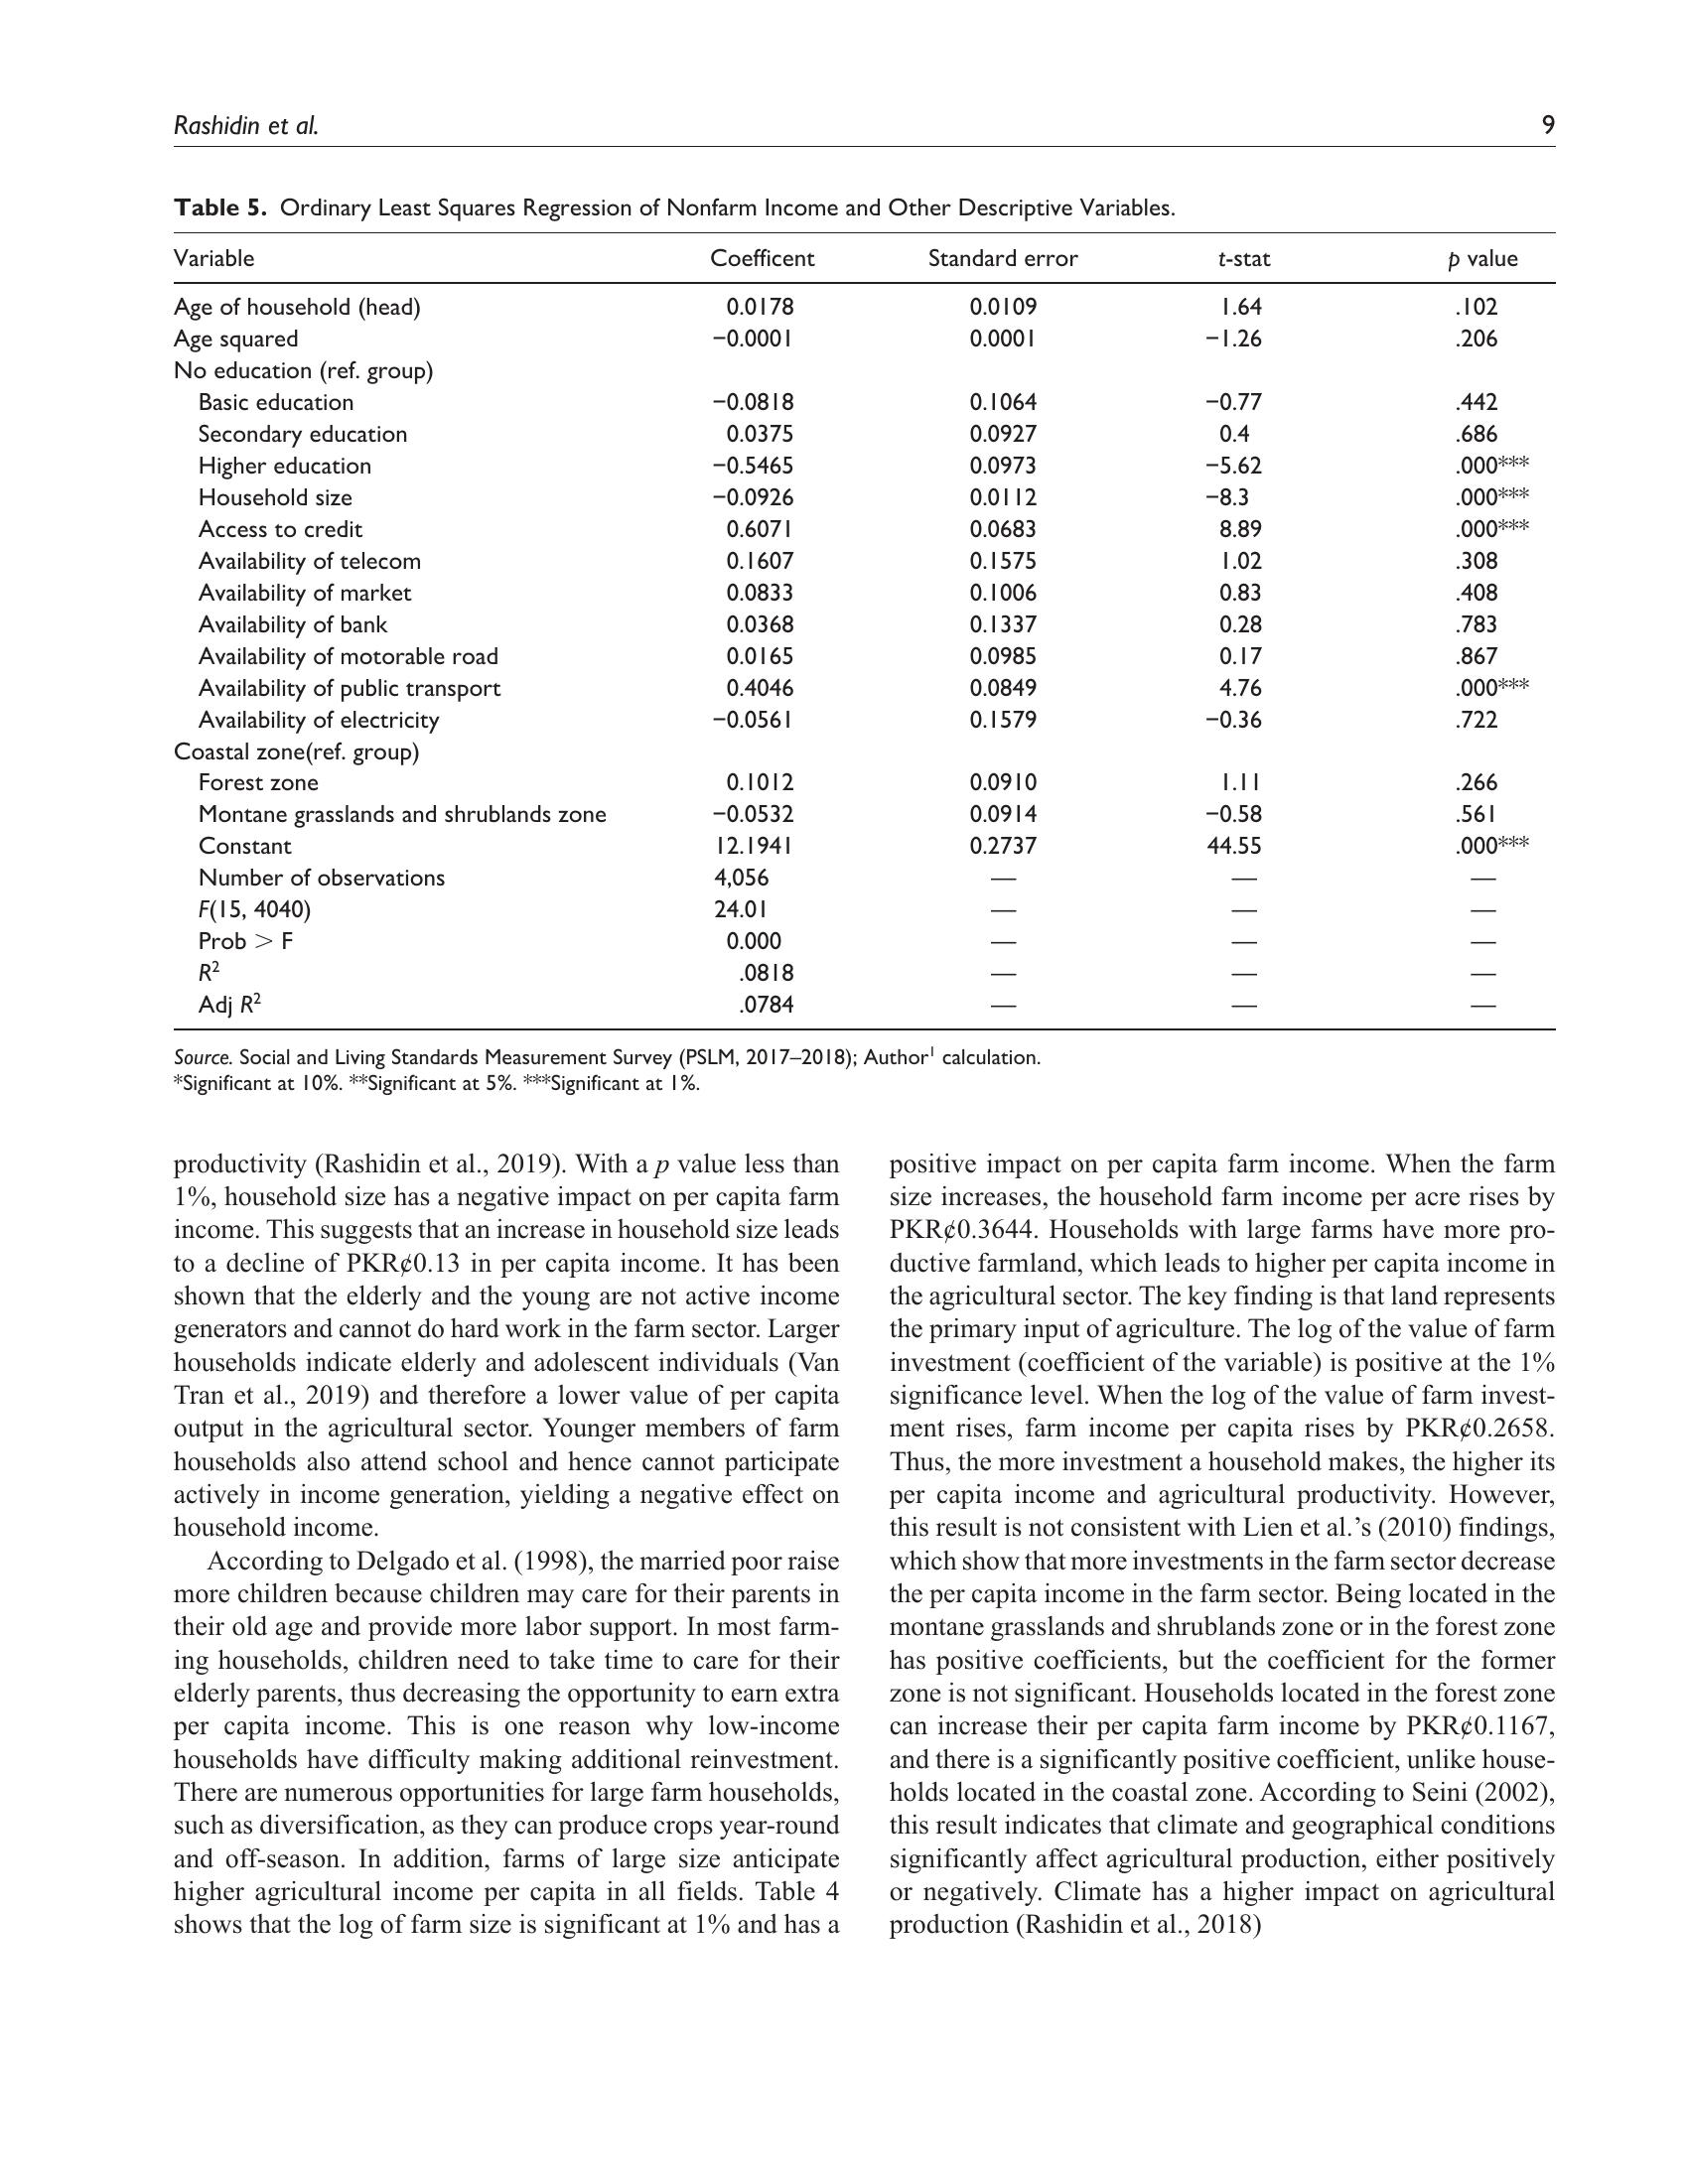 Rashidin et al. 9
Table 5. Ordinary Least Squares Regression of Nonfarm Income and Other Descriptive Variables.
Variable Coefficent Standard error t-stat p value
Age of household (head) 0.0178 0.0109 1.64 .102
Age squared −0.0001 0.0001 −1.26 .206
No education (ref. group)
Basic education −0.0818 0.1064 −0.77 .442
Secondary education 0.0375 0.0927 0.4 .686
Higher education −0.5465 0.0973 −5.62 .000***
Household size −0.0926 0.0112 −8.3 .000***
Access to credit 0.6071 0.0683 8.89 .000***
Availability of telecom 0.1607 0.1575 1.02 .308
Availability of market 0.0833 0.1006 0.83 .408
Availability of bank 0.0368 0.1337 0.28 .783
Availability of motorable road 0.0165 0.0985 0.17 .867
Availability of public transport 0.4046 0.0849 4.76 .000***
Availability of electricity −0.0561 0.1579 −0.36 .722
Coastal zone(ref. group)
Forest zone 0.1012 0.0910 1.11 .266
Montane grasslands and shrublands zone −0.0532 0.0914 −0.58 .561
Constant 12.1941 0.2737 44.55 .000***
Number of observations 4,056 — — —
F(15, 4040) 24.01 — — —
Prob > F 0.000 — — —
R² .0818 — — —
Adj R² .0784 — — —
Source. Social and Living Standards Measurement Survey (PSLM, 2017–2018); Author¹ calculation.
*Significant at 10%. **Significant at 5%. ***Significant at 1%.
productivity (Rashidin et al., 2019). With a p value less than
1%, household size has a negative impact on per capita farm
income. This suggests that an increase in household size leads
to a decline of PKR¢0.13 in per capita income. It has been
shown that the elderly and the young are not active income
generators and cannot do hard work in the farm sector. Larger
households indicate elderly and adolescent individuals (Van
Tran et al., 2019) and therefore a lower value of per capita
output in the agricultural sector. Younger members of farm
households also attend school and hence cannot participate
actively in income generation, yielding a negative effect on
household income.
According to Delgado et al. (1998), the married poor raise
more children because children may care for their parents in
their old age and provide more labor support. In most farm-
ing households, children need to take time to care for their
elderly parents, thus decreasing the opportunity to earn extra
per capita income. This is one reason why low-income
households have difficulty making additional reinvestment.
There are numerous opportunities for large farm households,
such as diversification, as they can produce crops year-round
and off-season. In addition, farms of large size anticipate
higher agricultural income per capita in all fields. Table 4
shows that the log of farm size is significant at 1% and has a
positive impact on per capita farm income. When the farm
size increases, the household farm income per acre rises by
PKR¢0.3644. Households with large farms have more pro-
ductive farmland, which leads to higher per capita income in
the agricultural sector. The key finding is that land represents
the primary input of agriculture. The log of the value of farm
investment (coefficient of the variable) is positive at the 1%
significance level. When the log of the value of farm invest-
ment rises, farm income per capita rises by PKR¢0.2658.
Thus, the more investment a household makes, the higher its
per capita income and agricultural productivity. However,
this result is not consistent with Lien et al.’s (2010) findings,
which show that more investments in the farm sector decrease
the per capita income in the farm sector. Being located in the
montane grasslands and shrublands zone or in the forest zone
has positive coefficients, but the coefficient for the former
zone is not significant. Households located in the forest zone
can increase their per capita farm income by PKR¢0.1167,
and there is a significantly positive coefficient, unlike house-
holds located in the coastal zone. According to Seini (2002),
this result indicates that climate and geographical conditions
significantly affect agricultural production, either positively
or negatively. Climate has a higher impact on agricultural
production (Rashidin et al., 2018)